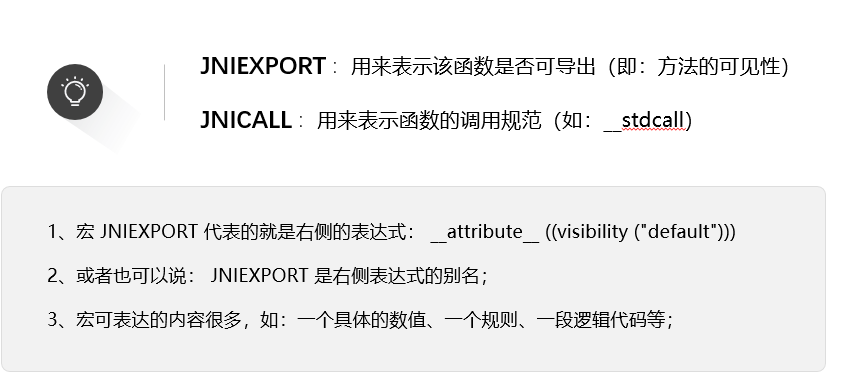 JNIEXPORT : 用来表示该函数是否可导出（即：方法的可见性）
JNICALL : 用来表示函数的调用规范（如：__stdcall）
1、宏 JNIEXPORT 代表的就是右侧的表达式： __attribute__ ((visibility ("default")))
2、或者也可以说： JNIEXPORT 是右侧表达式的别名；
3、宏可表达的内容很多，如：一个具体的数值、一个规则、一段逻辑代码等；